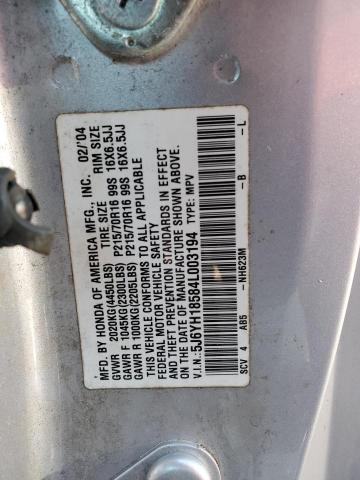 MFD. BY HONDA OF AMERICA MFG., INC. 02/'04
TIRE SIZE RIM SIZE
GVWR 2020KG(4450LBS)
GAWR F 1045KG(2300LBS) P215/70R16 99S 16X6.5JJ
GAWR R 1000KG(2205LBS) P215/70R16 99S 16X6.5JJ
THIS VEHICLE CONFORMS TO ALL APPLICABLE
FEDERAL MOTOR VEHICLE SAFETY
AND THEFT PREVENTION STANDARDS IN EFFECT
ON THE DATE OF MANUFACTURE SHOWN ABOVE.
V.I.N: 5J6YH18584L003194 TYPE: MPV
SCV 4 AB5 -NH623M -B -L